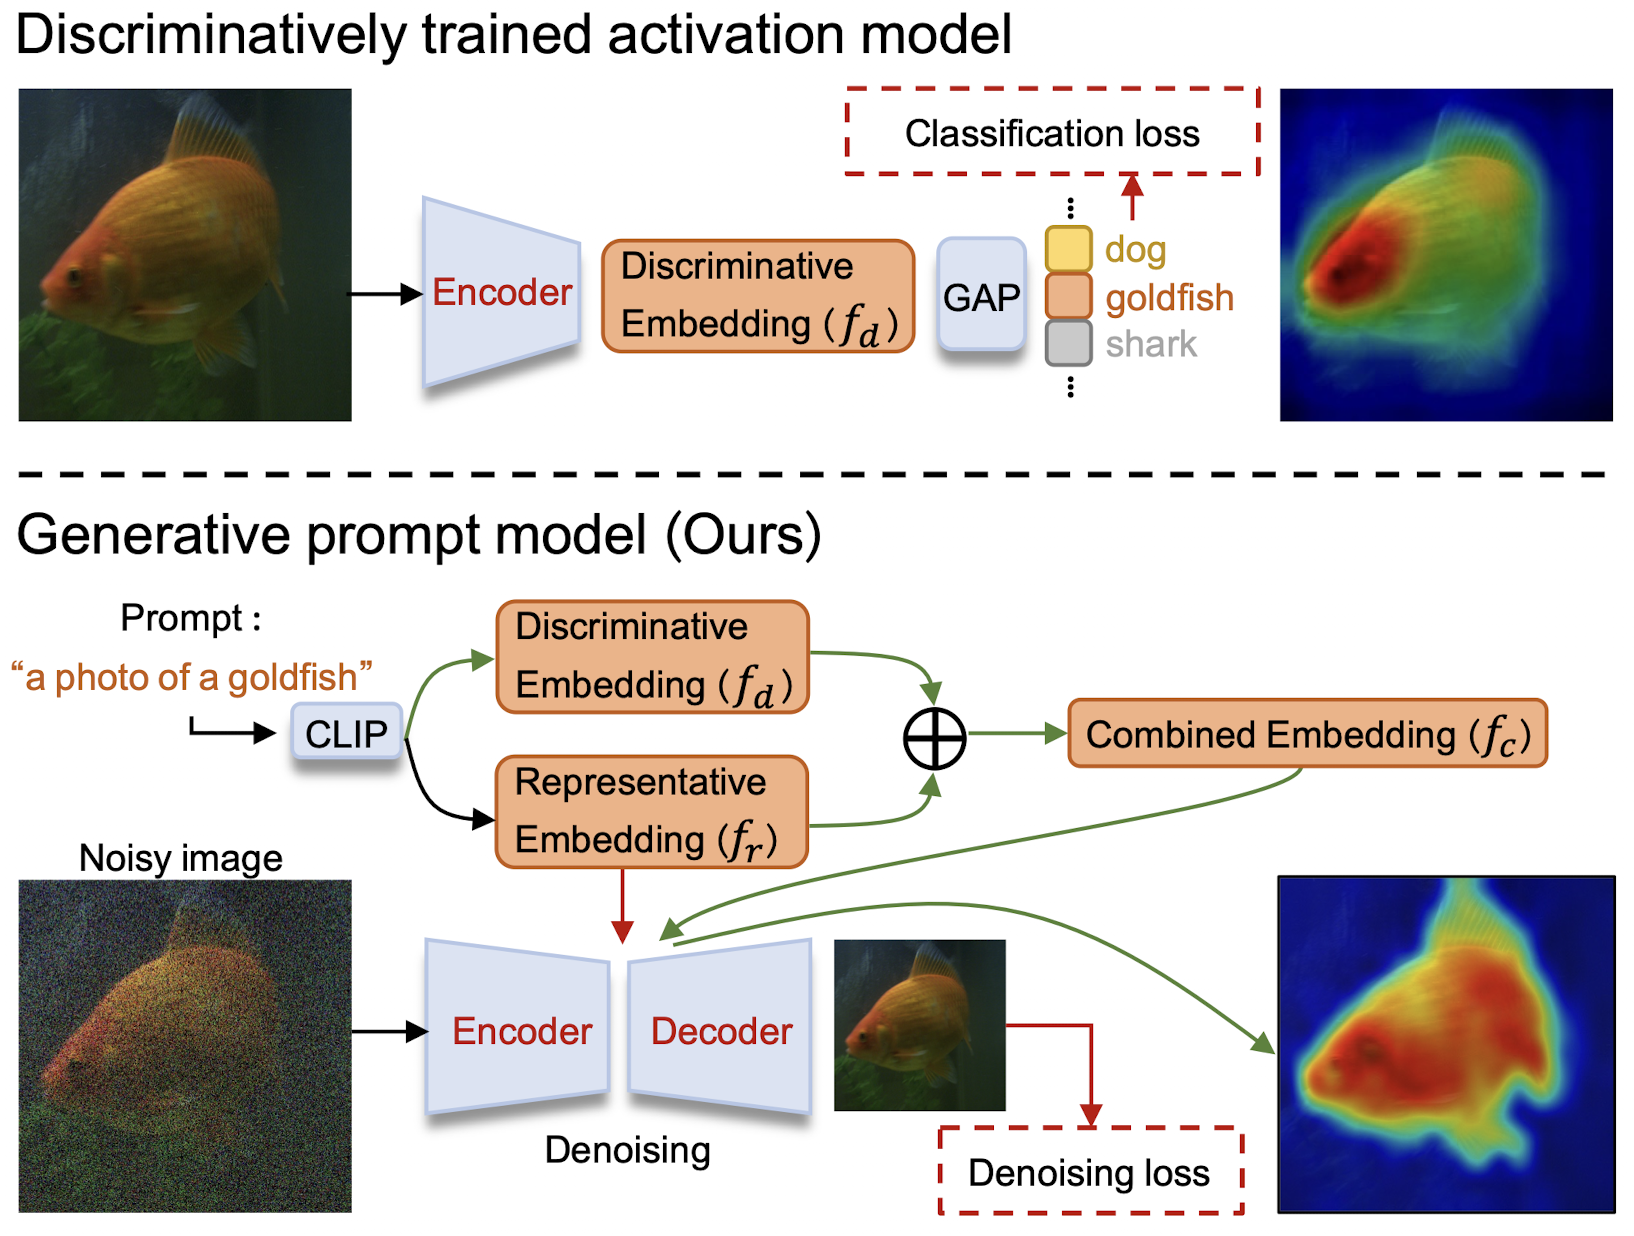 Discriminatively trained activation model
Classification loss
Encoder
Discriminative
Embedding (f_d)
GAP
dog
goldfish
shark
Generative prompt model (Ours)
Prompt :
“a photo of a goldfish”
CLIP
Discriminative
Embedding (f_d)
Representative
Embedding (f_r)
Combined Embedding (f_c)
Noisy image
Encoder
Decoder
Denoising
Denoising loss